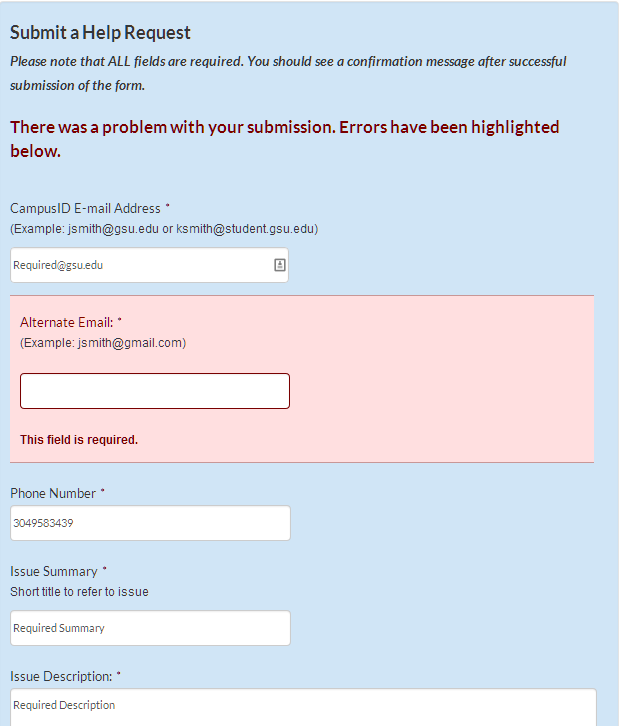 Submit a Help Request
Please note that ALL fields are required. You should see a confirmation message after successful
submission of the form.
There was a problem with your submission. Errors have been highlighted
below.
CampusID E-mail Address *
(Example: jsmith@gsu.edu or ksmith@student.gsu.edu)
Required@gsu.edu
Alternate Email: *
(Example: jsmith@gmail.com)
This field is required.
Phone Number *
3049583439
Issue Summary *
Short title to refer to issue
Required Summary
Issue Description: *
Required Description